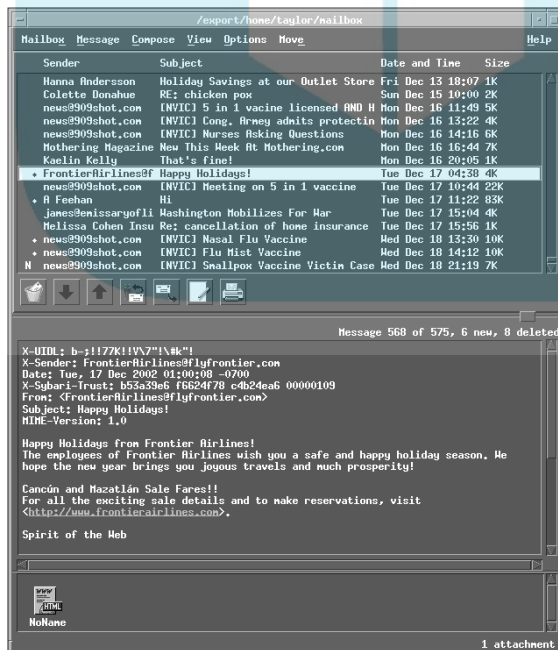 /export/home/taylor/mailbox
Mailbox Message Compose View Options Move Help
Sender Subject Date and Time Size
Hanna Andersson Holiday Savings at our Outlet Store Fri Dec 13 18:07 1K
Colette Donahue RE: chicken pox Sun Dec 15 10:00 2K
news@909shot.com [NVIC] 5 in 1 vacine licensed AND H Mon Dec 16 11:49 5K
news@909shot.com [NVIC] Cong. Army admits protectin Mon Dec 16 13:22 4K
news@909shot.com [NVIC] Nurses Asking Questions Mon Dec 16 14:16 6K
Mothering Magazine New This Week At Mothering.com Mon Dec 16 16:44 7K
Kaelin Kelly That's fine! Mon Dec 16 20:05 1K
FrontierAirlines@f Happy Holidays! Tue Dec 17 04:38 4K
news@909shot.com [NVIC] Meeting on 5 in 1 vaccine Tue Dec 17 10:44 22K
A Feehan Hi Tue Dec 17 11:22 83K
james@emissaryofli Washington Mobilizes For War Tue Dec 17 15:04 4K
Melissa Cohen Insu Re: cancellation of home insurance Tue Dec 17 15:56 1K
news@909shot.com [NVIC] Nasal Flu Vaccine Wed Dec 18 13:30 10K
news@909shot.com [NVIC] Flu Mist Vaccine Wed Dec 18 14:12 10K
N news@909shot.com [NVIC] Smallpox Vaccine Victim Case Wed Dec 18 21:19 7K
Message 568 of 575, 6 new, 8 deleted
X-UIDL: b-;!!77K!!V\7"!\#k"!
X-Sender: FrontierAirlines@flyfrontier.com
Date: Tue, 17 Dec 2002 01:00:08 -0700
X-Sybari-Trust: b53a39e6 f6624f78 c4b24ea6 00000109
From: <FrontierAirlines@flyfrontier.com>
Subject: Happy Holidays!
MIME-Version: 1.0
Happy Holidays from Frontier Airlines!
The employees of Frontier Airlines wish you a safe and happy holiday season. We
hope the new year brings you joyous travels and much prosperity!
Cancún and Mazatlán Sale Fares!!
For all the exciting sale details and to make reservations, visit
<http://www.frontierairlines.com>.
Spirit of the Web
WWW
HTML
NoName
1 attachment